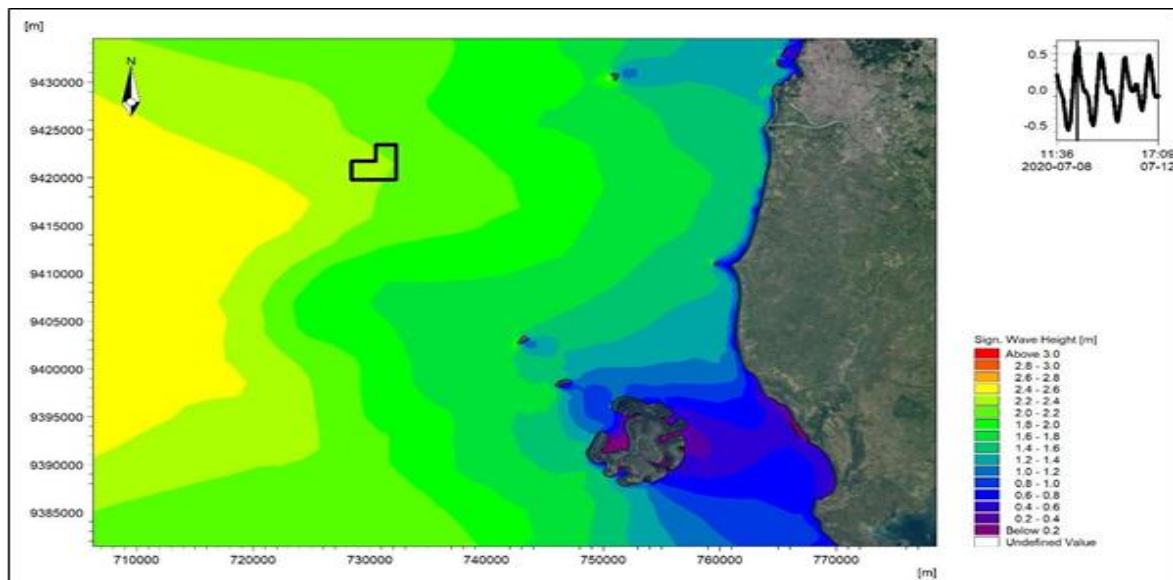 [m]
9430000
9425000
9420000
9415000
9410000
9405000
9400000
9395000
9390000
9385000
710000 720000 730000 740000 750000 760000 770000
[m]
N
0.5
0.0
-0.5
11:36 17:09
2020-07-08 07-12
Sign. Wave Height [m]
Above 3.0
2.8 - 3.0
2.6 - 2.8
2.4 - 2.6
2.2 - 2.4
2.0 - 2.2
1.8 - 2.0
1.6 - 1.8
1.4 - 1.6
1.2 - 1.4
1.0 - 1.2
0.8 - 1.0
0.6 - 0.8
0.4 - 0.6
0.2 - 0.4
Below 0.2
Undefined Value